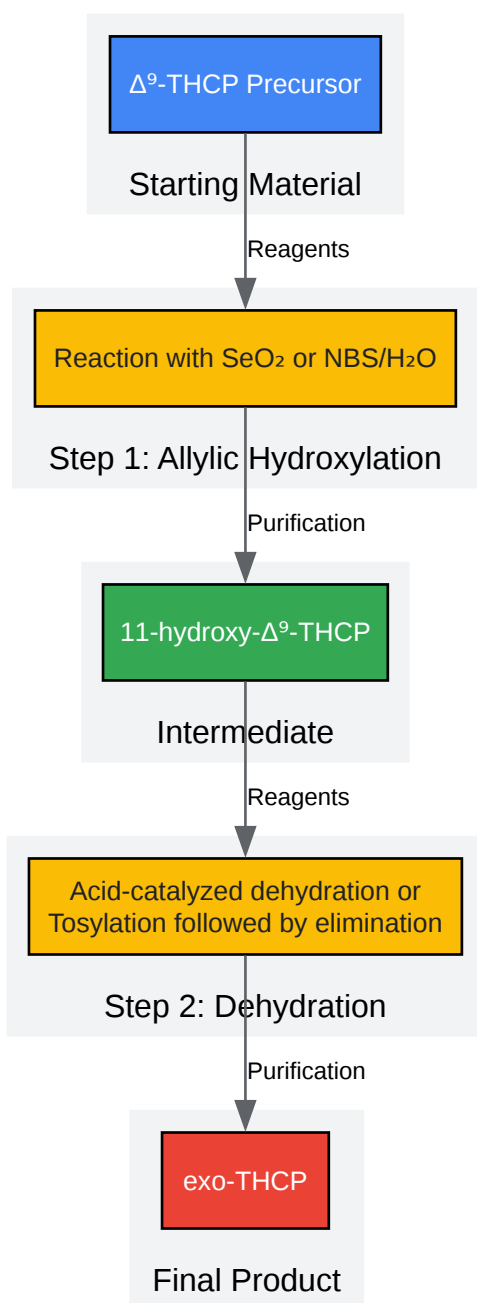 Δ⁹-THCP Precursor
Starting Material
Reagents
Reaction with SeO₂ or NBS/H₂O
Step 1: Allylic Hydroxylation
Purification
11-hydroxy-Δ⁹-THCP
Intermediate
Reagents
Acid-catalyzed dehydration or
Tosylation followed by elimination
Step 2: Dehydration
Purification
exo-THCP
Final Product